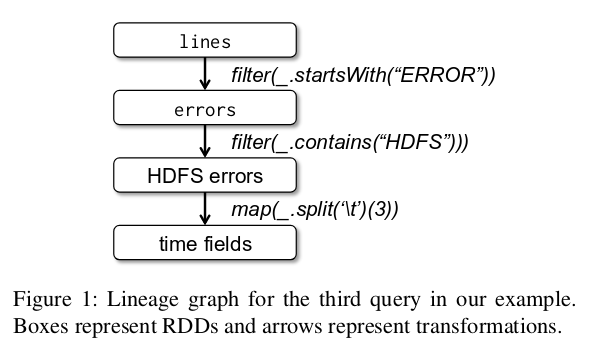 lines
filter(_.startsWith(“ERROR”))
errors
filter(_.contains(“HDFS”)))
HDFS errors
map(_.split(‘\t’)(3))
time fields
Figure 1: Lineage graph for the third query in our example.
Boxes represent RDDs and arrows represent transformations.